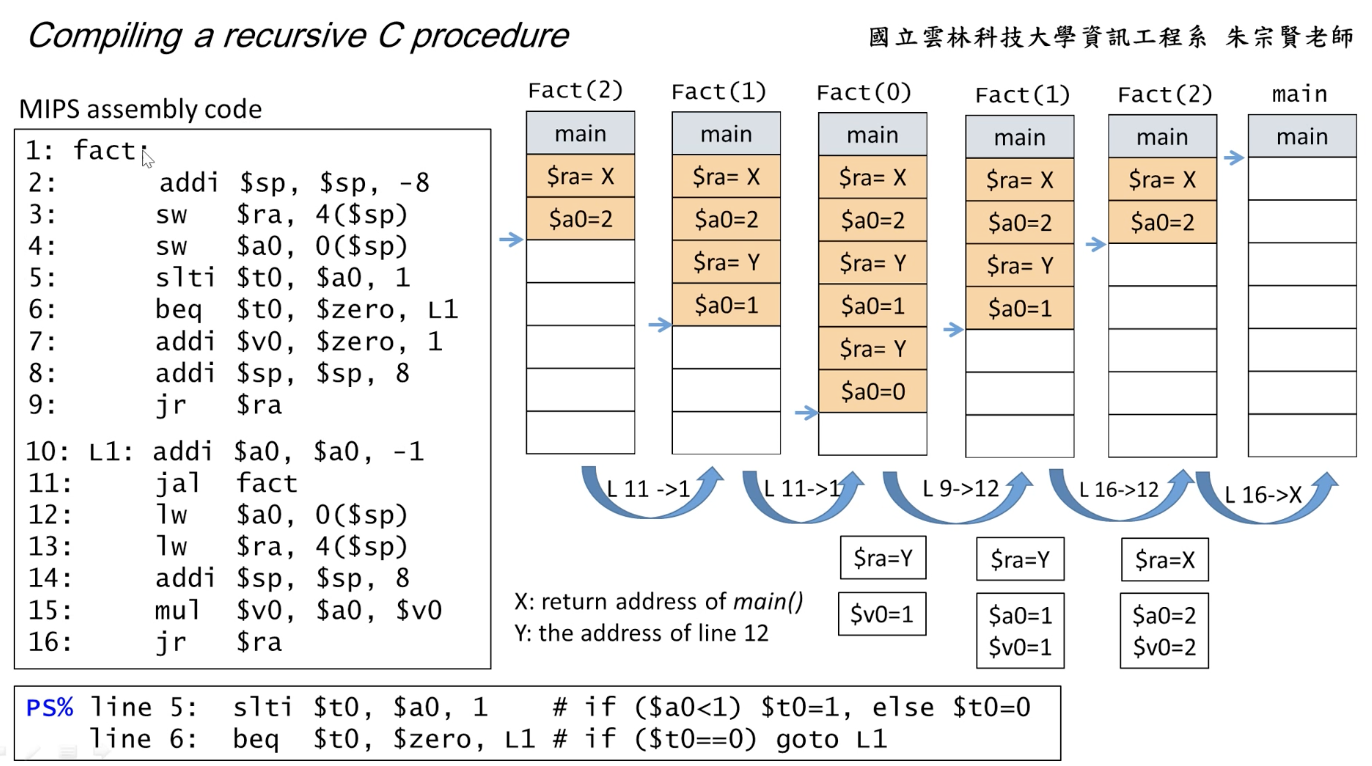 Compiling a recursive C procedure
國立雲林科技大學資訊工程系 朱宗賢老師
MIPS assembly code
1: fact:
2: addi $sp, $sp, -8
3: sw $ra, 4($sp)
4: sw $a0, 0($sp)
5: slti $t0, $a0, 1
6: beq $t0, $zero, L1
7: addi $v0, $zero, 1
8: addi $sp, $sp, 8
9: jr $ra
10: L1: addi $a0, $a0, -1
11: jal fact
12: lw $a0, 0($sp)
13: lw $ra, 4($sp)
14: addi $sp, $sp, 8
15: mul $v0, $a0, $v0
16: jr $ra
Fact(2) Fact(1) Fact(0) Fact(1) Fact(2) main
main main main main main main
$ra= X $ra= X $ra= X $ra= X $ra= X
$a0=2 $a0=2 $a0=2 $a0=2 $a0=2
$ra= Y $ra= Y $ra= Y
$a0=1 $a0=1 $a0=1
$ra= Y
$a0=0
L 11 ->1 L 11->1 L 9->12 L 16->12 L 16->X
$ra=Y $ra=Y $ra=X
$v0=1 $a0=1 $a0=2
$v0=1 $v0=2
X: return address of main()
Y: the address of line 12
PS% line 5: slti $t0, $a0, 1 # if ($a0<1) $t0=1, else $t0=0
line 6: beq $t0, $zero, L1 # if ($t0==0) goto L1